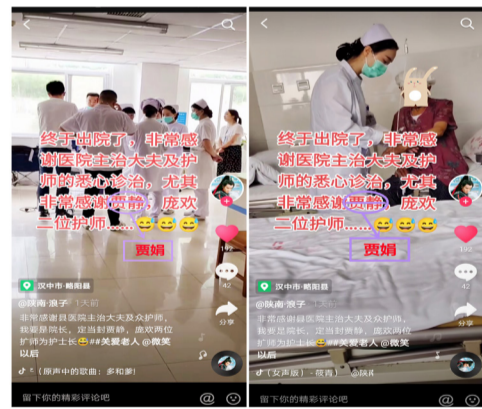 终于出院了，非常感
谢医院主治大夫及护
师的悉心诊治，尤其
非常感谢贾静，庞欢
二位护师......😅😅😅
贾娟
192
42
分享
汉中市·略阳县
@陕南·浪子 1天前
非常感谢县医院主治大夫及众护师，
我要是院长，定当封贾静，庞欢两位
护师为护士长😄##关爱老人 @微笑
以后
（原声中的歌曲：多和爹!
留下你的精彩评论吧
终于出院了，非常感
谢医院主治大夫及护
师的悉心诊治，尤其
非常感谢贾静，庞欢
二位护师......😅😅😅
贾娟
192
42
分享
汉中市·略阳县
@陕南·浪子 1天前
非常感谢县医院主治大夫及众护师，
我要是院长，定当封贾静，庞欢两位
护师为护士长😄##关爱老人 @微笑
以后
（女声版）- 筱青
留下你的精彩评论吧